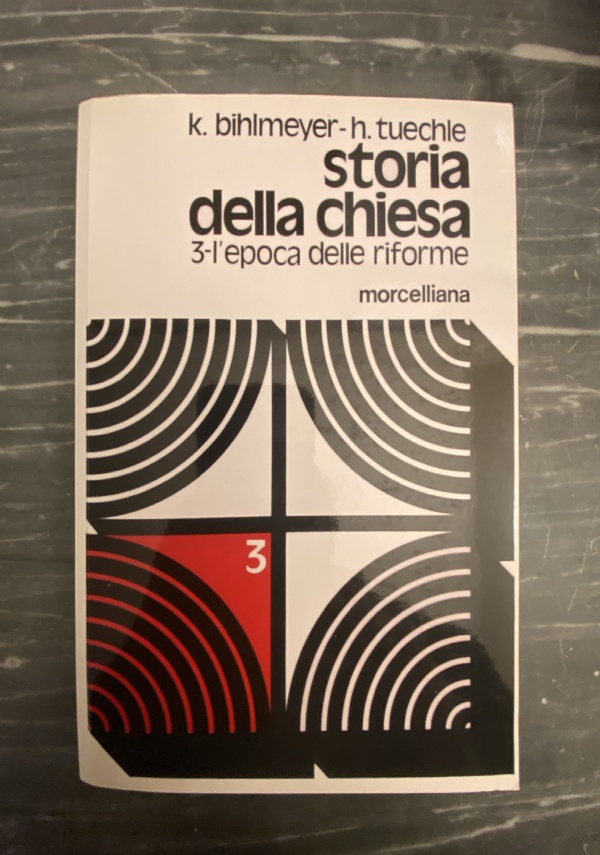 k. bihlmeyer-h. tuechle
storia
della chiesa
3-l'epoca delle riforme
morcelliana
3